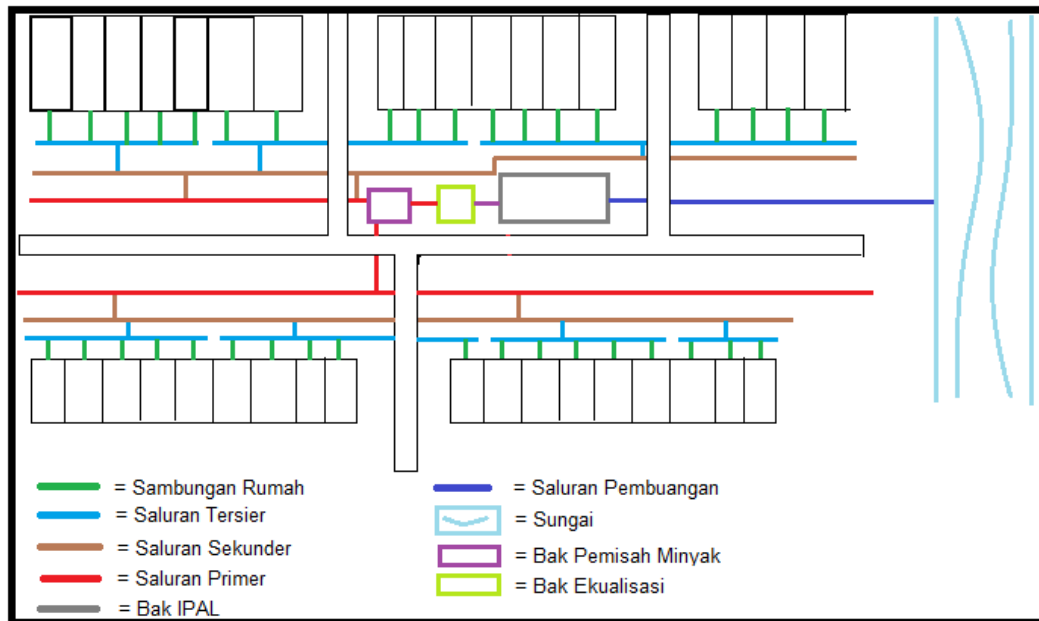 = Sambungan Rumah
= Saluran Tersier
= Saluran Sekunder
= Saluran Primer
= Bak IPAL
= Saluran Pembuangan
= Sungai
= Bak Pemisah Minyak
= Bak Ekualisasi